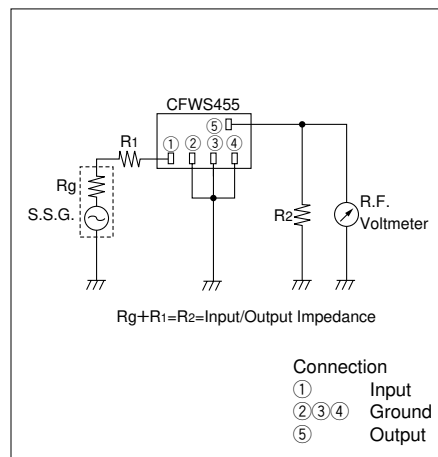 CFWS455
⑤
R1
① ② ③ ④
Rg
S.S.G.
R2
R.F.
Voltmeter
Rg+R1=R2=Input/Output Impedance
Connection
① Input
②③④ Ground
⑤ Output